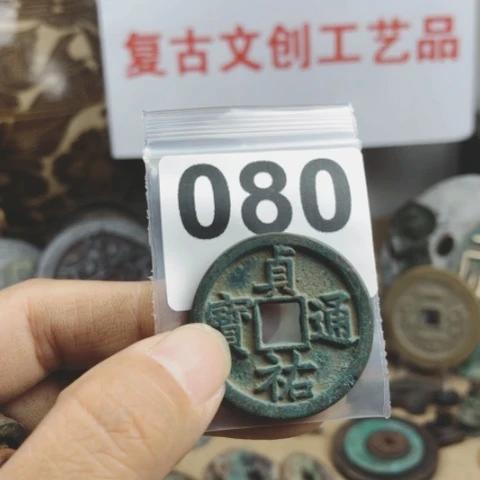 复古文创工艺品
080
貞
寶 通
祐